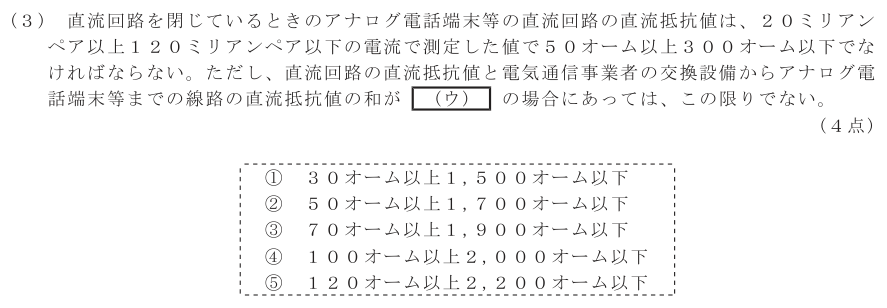 (３) 直流回路を閉じているときのアナログ電話端末等の直流回路の直流抵抗値は、２０ミリアン
ペア以上１２０ミリアンペア以下の電流で測定した値で５０オーム以上３００オーム以下でな
ければならない。ただし、直流回路の直流抵抗値と電気通信事業者の交換設備からアナログ電
話端末等までの線路の直流抵抗値の和が (ウ) の場合にあっては、この限りでない。
(４点)
① ３０オーム以上１,５００オーム以下
② ５０オーム以上１,７００オーム以下
③ ７０オーム以上１,９００オーム以下
④ １００オーム以上２,０００オーム以下
⑤ １２０オーム以上２,２００オーム以下